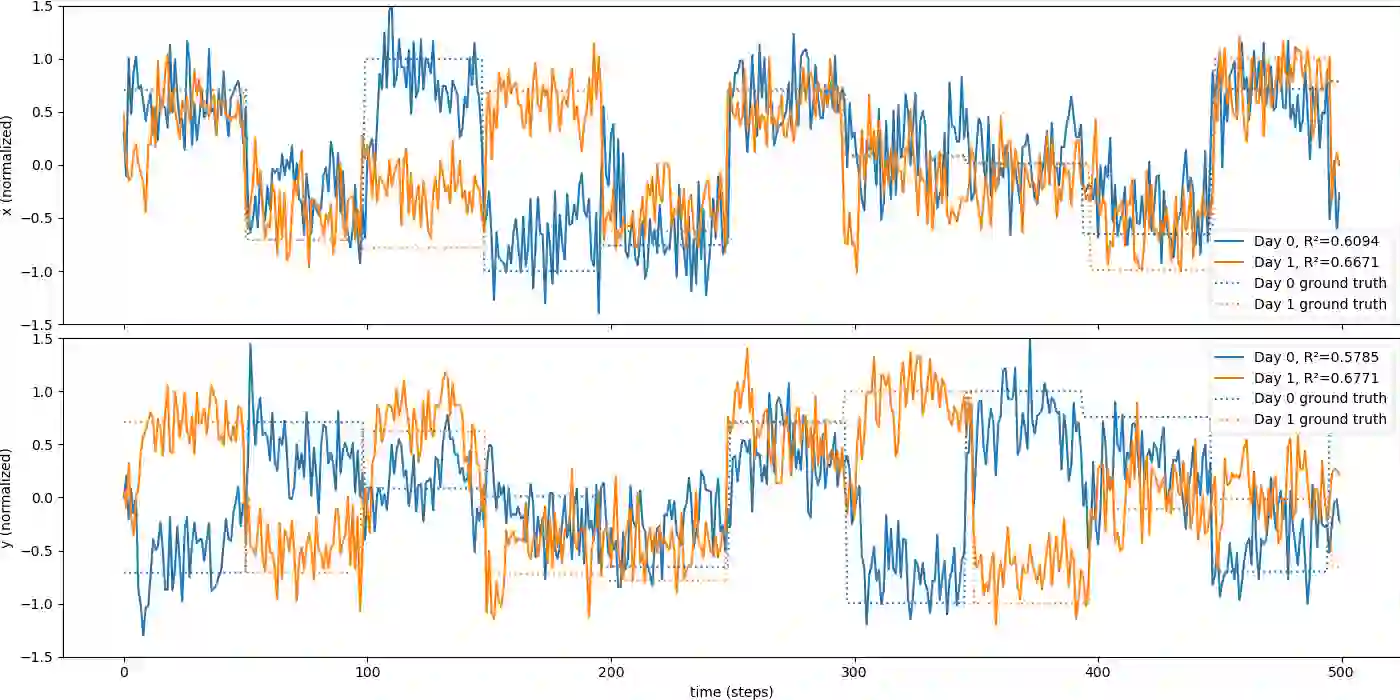 1.5
1.0
0.5
0.0
−0.5
−1.0
−1.5
x (normalized)
Day 0, R²=0.6094
Day 1, R²=0.6671
Day 0 ground truth
Day 1 ground truth
1.5
1.0
0.5
0.0
−0.5
−1.0
−1.5
y (normalized)
Day 0, R²=0.5785
Day 1, R²=0.6771
Day 0 ground truth
Day 1 ground truth
0 100 200 300 400 500
time (steps)